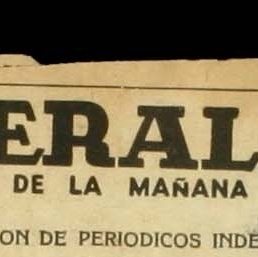 ERAL
DE LA MAÑANA
ON DE PERIODICOS INDE